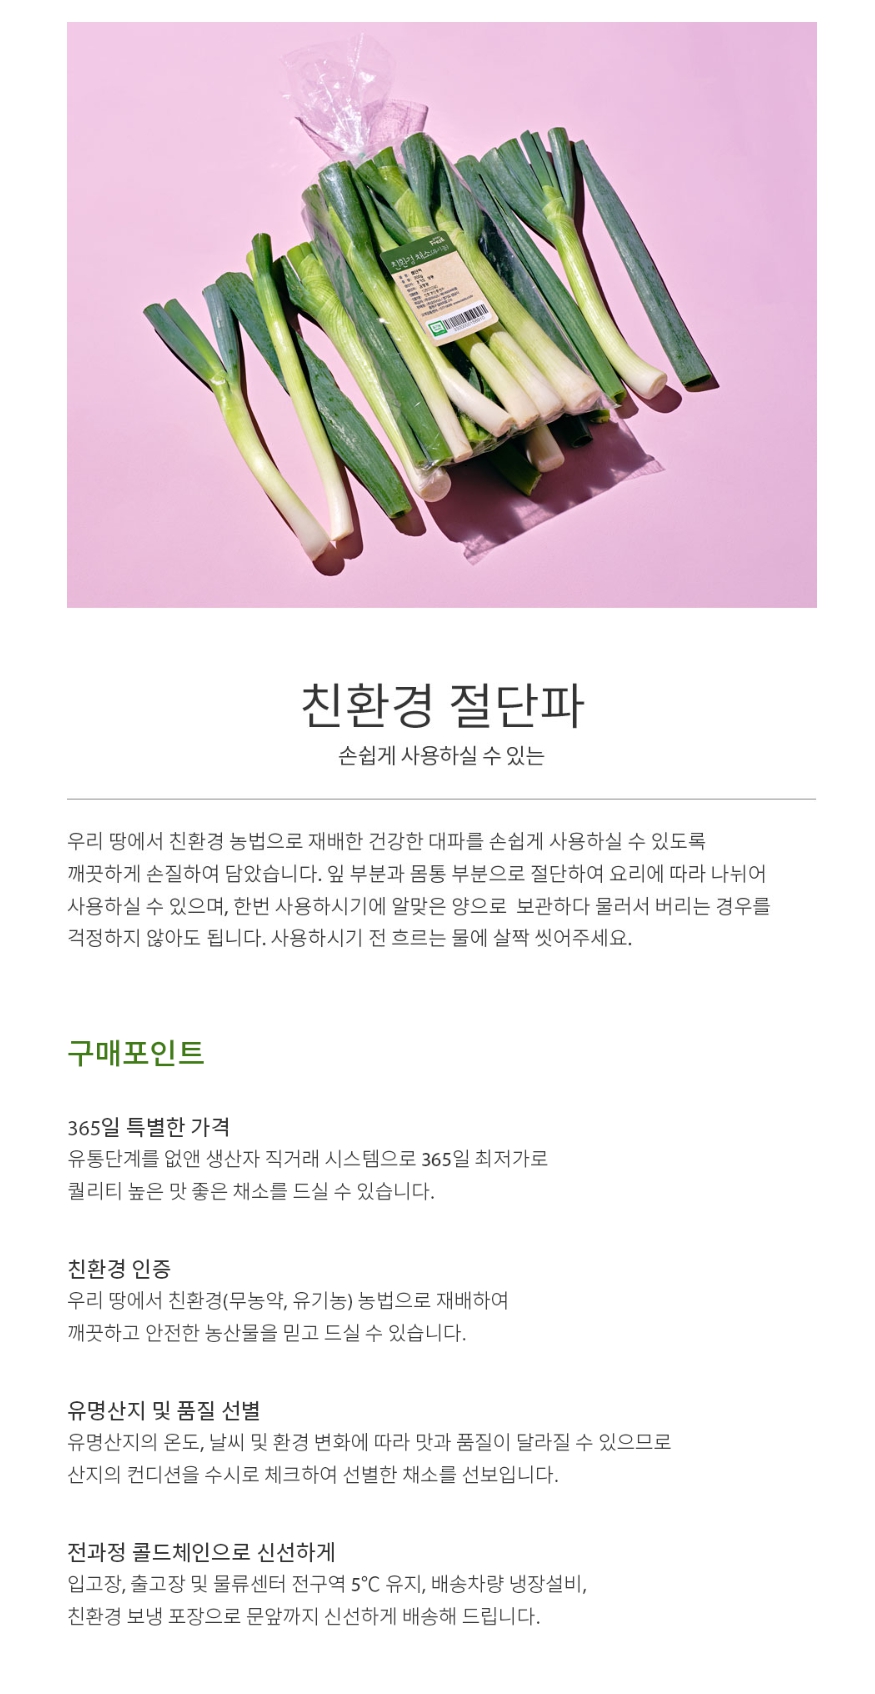 친환경 채소
친환경 절단파
손쉽게 사용하실 수 있는
우리 땅에서 친환경 농법으로 재배한 건강한 대파를 손쉽게 사용하실 수 있도록
깨끗하게 손질하여 담았습니다. 잎 부분과 몸통 부분으로 절단하여 요리에 따라 나뉘어
사용하실 수 있으며, 한번 사용하시기에 알맞은 양으로 보관하다 물러서 버리는 경우를
걱정하지 않아도 됩니다. 사용하시기 전 흐르는 물에 살짝 씻어주세요.
구매포인트
365일 특별한 가격
유통단계를 없앤 생산자 직거래 시스템으로 365일 최저가로
퀄리티 높은 맛 좋은 채소를 드실 수 있습니다.
친환경 인증
우리 땅에서 친환경(무농약, 유기농) 농법으로 재배하여
깨끗하고 안전한 농산물을 믿고 드실 수 있습니다.
유명산지 및 품질 선별
유명산지의 온도, 날씨 및 환경 변화에 따라 맛과 품질이 달라질 수 있으므로
산지의 컨디션을 수시로 체크하여 선별한 채소를 선보입니다.
전과정 콜드체인으로 신선하게
입고장, 출고장 및 물류센터 전구역 5℃ 유지, 배송차량 냉장설비,
친환경 보냉 포장으로 문앞까지 신선하게 배송해 드립니다.